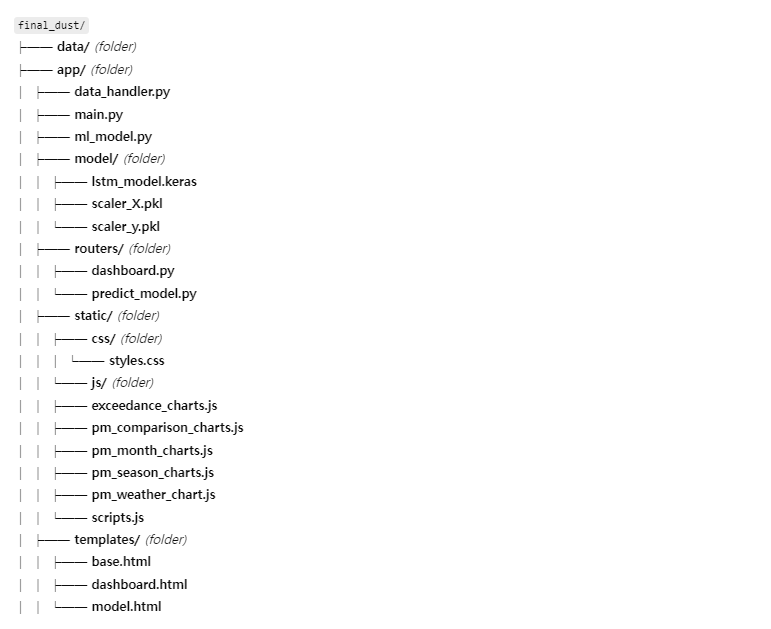 final_dust/
├── data/ (folder)
├── app/ (folder)
│ ├── data_handler.py
│ ├── main.py
│ ├── ml_model.py
│ ├── model/ (folder)
│ │ ├── lstm_model.keras
│ │ ├── scaler_X.pkl
│ │ └── scaler_y.pkl
│ ├── routers/ (folder)
│ │ ├── dashboard.py
│ │ └── predict_model.py
│ ├── static/ (folder)
│ │ ├── css/ (folder)
│ │ │ └── styles.css
│ │ └── js/ (folder)
│ │ ├── exceedance_charts.js
│ │ ├── pm_comparison_charts.js
│ │ ├── pm_month_charts.js
│ │ ├── pm_season_charts.js
│ │ ├── pm_weather_chart.js
│ │ └── scripts.js
│ ├── templates/ (folder)
│ │ ├── base.html
│ │ ├── dashboard.html
│ │ └── model.html